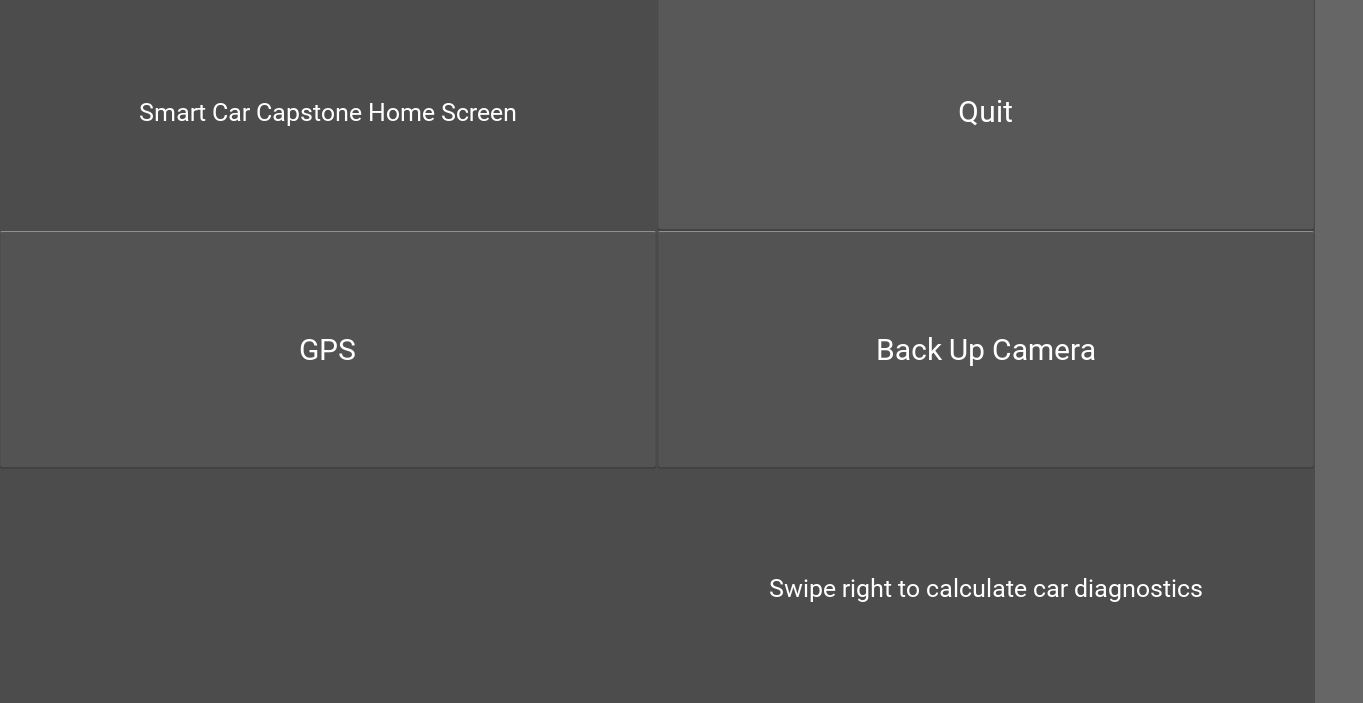 Smart Car Capstone Home Screen
Quit
GPS
Back Up Camera
Swipe right to calculate car diagnostics